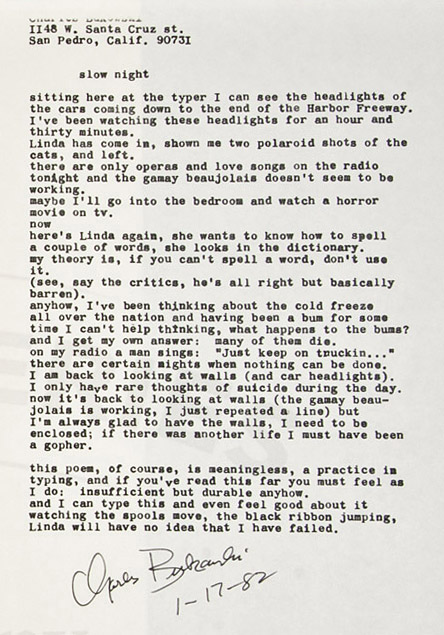 Charles Bukowski
1148 W. Santa Cruz st.
San Pedro, Calif. 90731
slow night
sitting here at the typer I can see the headlights of
the cars coming down to the end of the Harbor Freeway.
I've been watching these headlights for an hour and
thirty minutes.
Linda has come in, shown me two polaroid shots of the
cats, and left.
there are only operas and love songs on the radio
tonight and the gamay beaujolais doesn't seem to be
working.
maybe I'll go into the bedroom and watch a horror
movie on tv.
now
here's Linda again, she wants to know how to spell
a couple of words, she looks in the dictionary.
my theory is, if you can't spell a word, don't use
it.
(see, say the critics, he's all right but basically
barren).
anyhow, I've been thinking about the cold freeze
all over the nation and having been a bum for some
time I can't help thinking, what happens to the bums?
and I get my own answer: many of them die.
on my radio a man sings: "Just keep on truckin..."
there are certain nights when nothing can be done.
I am back to looking at walls (and car headlights).
I only have rare thoughts of suicide during the day.
now it's back to looking at walls (the gamay beau-
jolais is working, I just repeated a line) but
I'm always glad to have the walls, I need to be
enclosed; if there was another life I must have been
a gopher.
this poem, of course, is meaningless, a practice in
typing, and if you've read this far you must feel as
I do: insufficient but durable anyhow.
and I can type this and even feel good about it
watching the spools move, the black ribbon jumping,
Linda will have no idea that I have failed.
Charles Bukowski
1-17-82